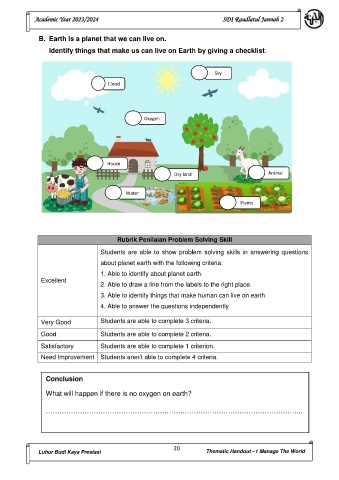 Academic Year 2023/2024 SDI Raudlatul Jannah 2
B. Earth is a planet that we can live on.
Identify things that make us can live on Earth by giving a checklist.
Sky
Cloud
Oxygen
House
Dry land
Animal
Water
Plants
Rubrik Penilaian Problem Solving Skill
Excellent
Students are able to show problem solving skills in answering questions
about planet earth with the following criteria:
1. Able to identify about planet earth.
2. Able to draw a line from the labels to the right place.
3. Able to identify things that make human can live on earth
4. Able to answer the questions independently
Very Good Students are able to complete 3 criteria.
Good Students are able to complete 2 criteria.
Satisfactory Students are able to complete 1 criterion.
Need Improvement Students aren't able to complete 4 criteria.
Conclusion
What will happen if there is no oxygen on earth?
Luhur Budi Kaya Prestasi 20 Thematic Handout –1 Manage The World